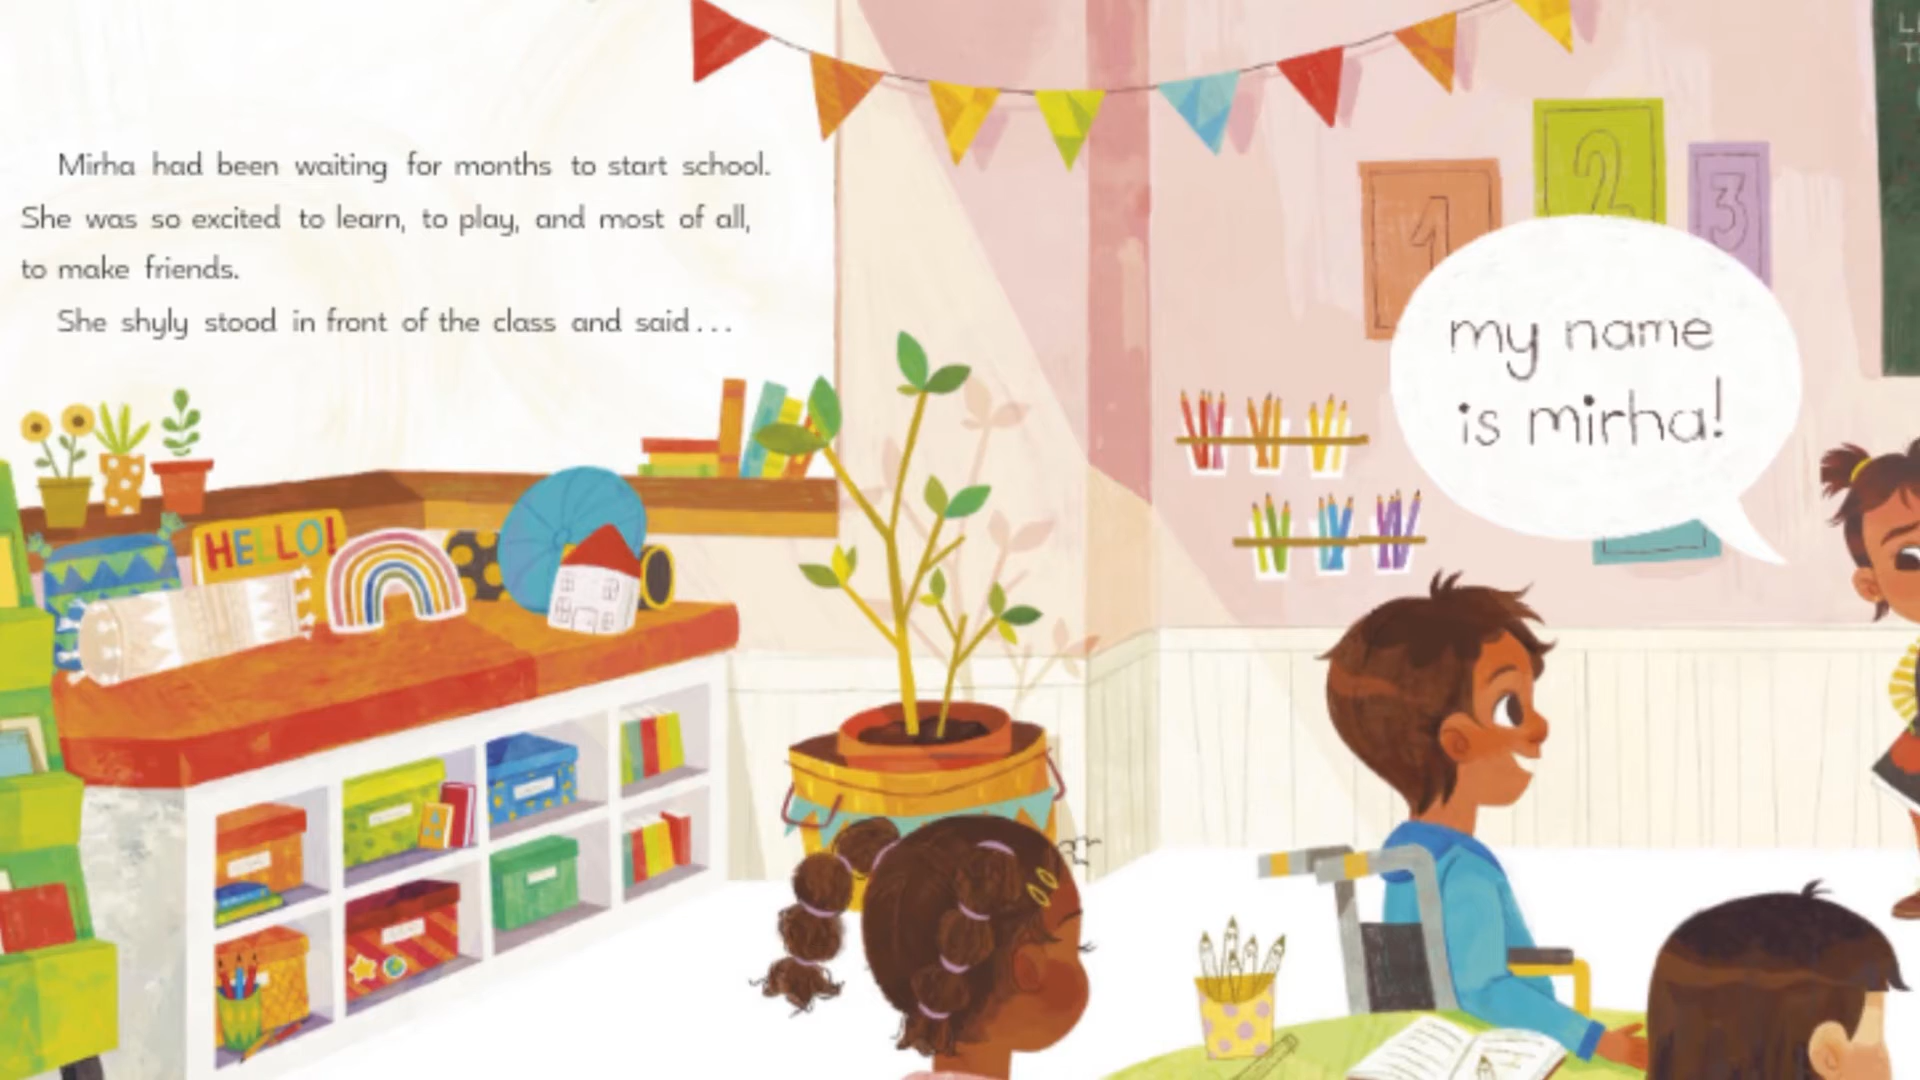 Mirha had been waiting for months to start school.
She was so excited to learn, to play, and most of all,
to make friends.
She shyly stood in front of the class and said...
1
2
3
my name
is mirha!
HELLO!